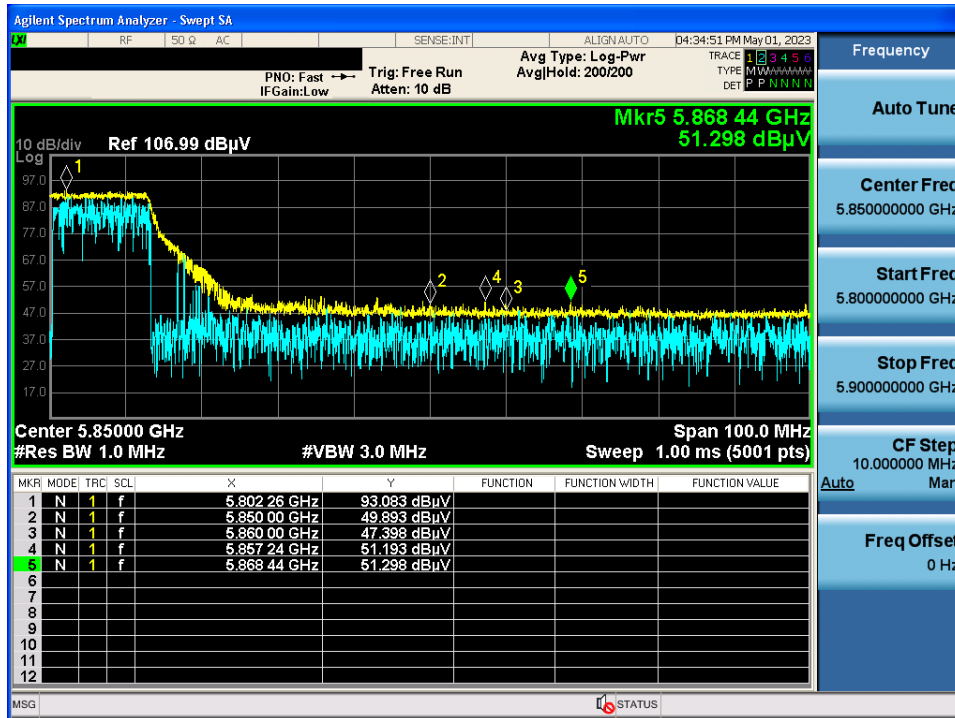 Agilent Spectrum Analyzer - Swept SA
LXI RF 50 Ω AC SENSE:INT ALIGN AUTO 04:34:51 PM May 01, 2023
PNO: Fast Trig: Free Run Avg Type: Log-Pwr TRACE 1 2 3 4 5 6
IFGain:Low Atten: 10 dB Avg|Hold: 200/200 TYPE M W W W W W
DET P P N N N N
Mkr5 5.868 44 GHz
51.298 dBµV
10 dB/div Ref 106.99 dBµV
Log
97.0
87.0
77.0
67.0
57.0
47.0
37.0
27.0
17.0
1
2
4
3
5
Center 5.85000 GHz Span 100.0 MHz
#Res BW 1.0 MHz #VBW 3.0 MHz Sweep 1.00 ms (5001 pts)
MKR MODE TRC SCL X Y FUNCTION FUNCTION WIDTH FUNCTION VALUE
1 N 1 f 5.802 26 GHz 93.083 dBµV
2 N 1 f 5.850 00 GHz 49.893 dBµV
3 N 1 f 5.860 00 GHz 47.398 dBµV
4 N 1 f 5.857 24 GHz 51.193 dBµV
5 N 1 f 5.868 44 GHz 51.298 dBµV
6
7
8
9
10
11
12
MSG STATUS
Frequency
Auto Tune
Center Freq
5.850000000 GHz
Start Freq
5.800000000 GHz
Stop Freq
5.900000000 GHz
CF Step
10.000000 MHz
Auto Man
Freq Offset
0 Hz